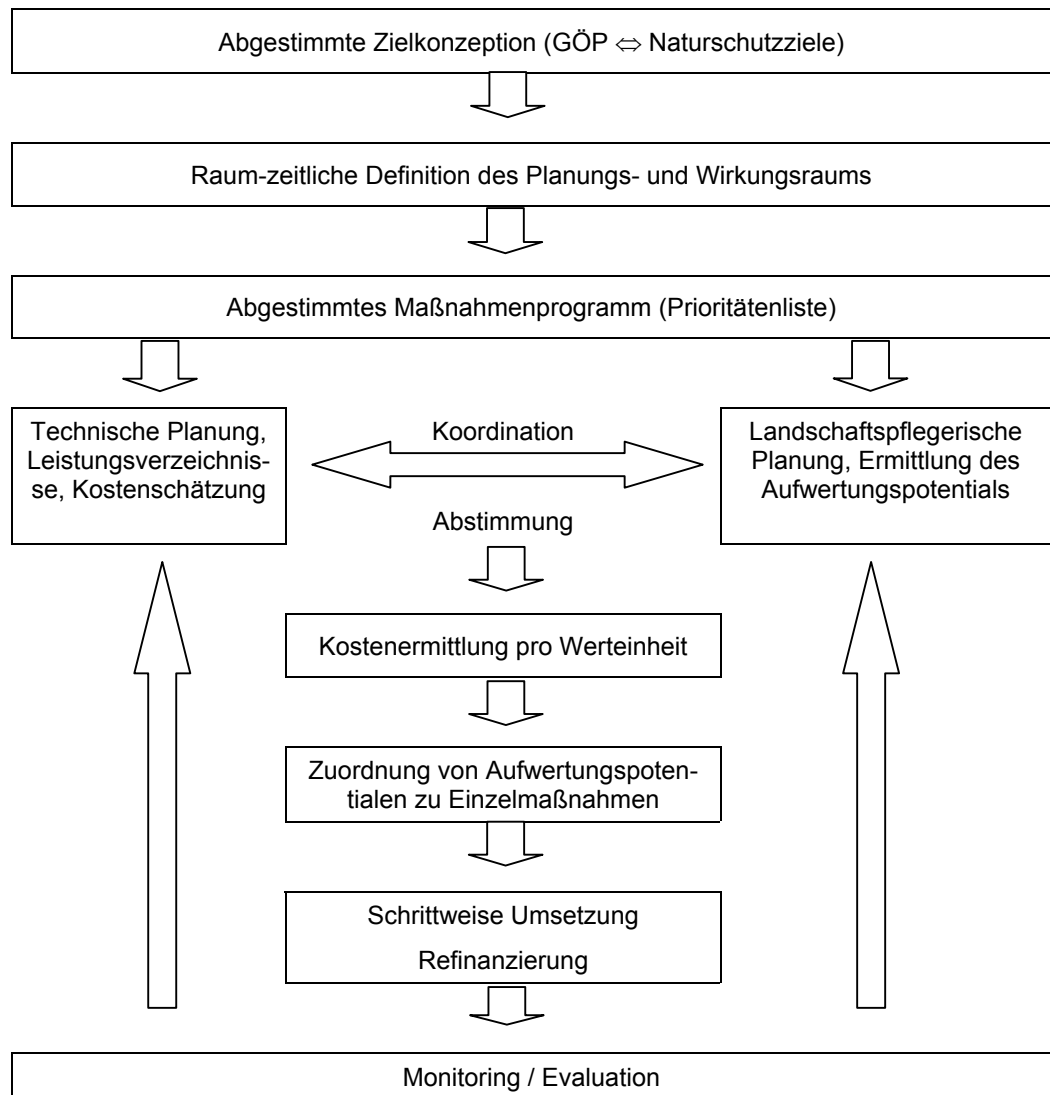 Abgestimmte Zielkonzeption (GÖP ⇔ Naturschutzziele)
Raum-zeitliche Definition des Planungs- und Wirkungsraums
Abgestimmtes Maßnahmenprogramm (Prioritätenliste)
Technische Planung,
Leistungsverzeichnis-
se, Kostenschätzung
Koordination
Abstimmung
Landschaftspflegerische
Planung, Ermittlung des
Aufwertungspotentials
Kostenermittlung pro Werteinheit
Zuordnung von Aufwertungspoten-
tialen zu Einzelmaßnahmen
Schrittweise Umsetzung
Refinanzierung
Monitoring / Evaluation